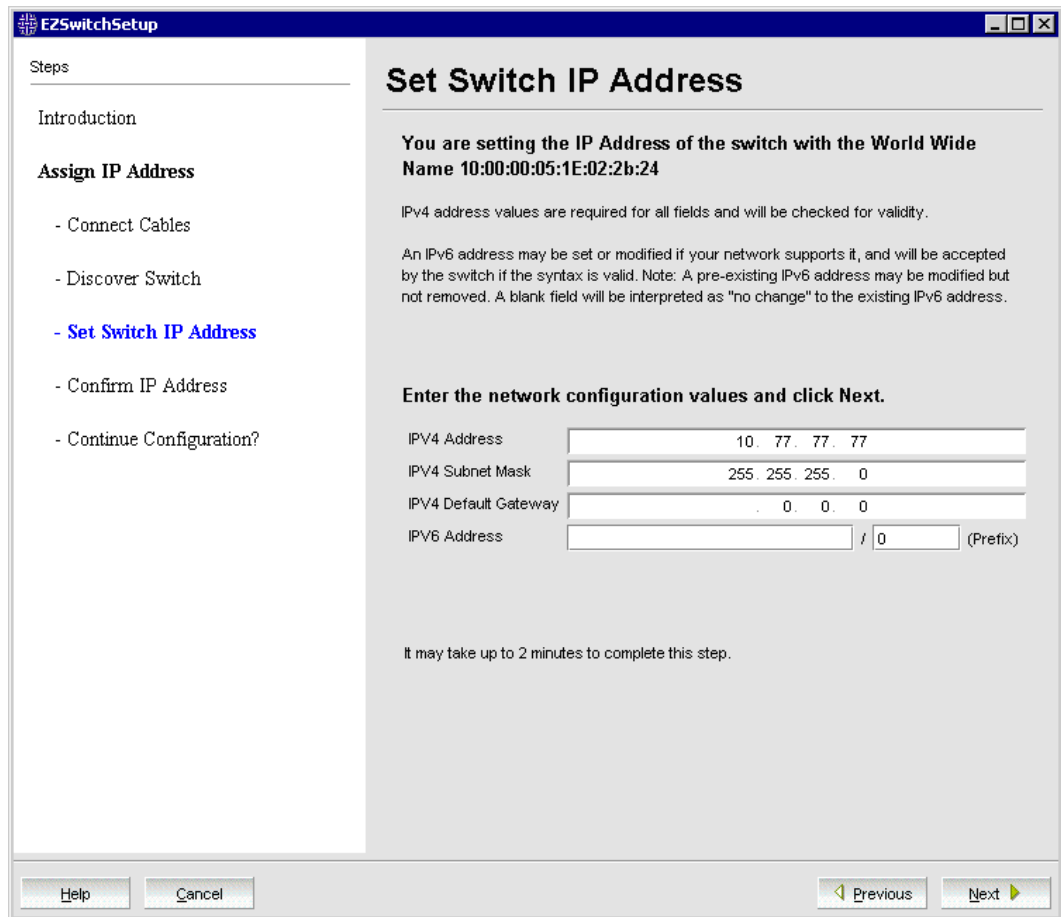 EZSwitchSetup
Steps
Introduction
Assign IP Address
- Connect Cables
- Discover Switch
- Set Switch IP Address
- Confirm IP Address
- Continue Configuration?
Set Switch IP Address
You are setting the IP Address of the switch with the World Wide
Name 10:00:00:05:1E:02:2b:24
IPv4 address values are required for all fields and will be checked for validity.
An IPv6 address may be set or modified if your network supports it, and will be accepted
by the switch if the syntax is valid. Note: A pre-existing IPv6 address may be modified but
not removed. A blank field will be interpreted as "no change" to the existing IPv6 address.
Enter the network configuration values and click Next.
IPV4 Address 10. 77. 77. 77
IPV4 Subnet Mask 255. 255. 255. 0
IPV4 Default Gateway . 0. 0. 0
IPV6 Address / 0 (Prefix)
It may take up to 2 minutes to complete this step.
Help Cancel Previous Next